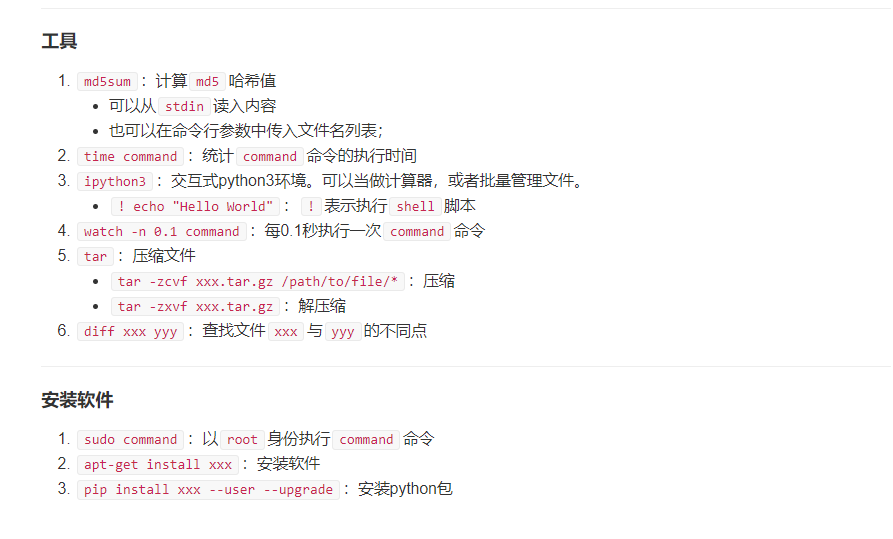 工具
1. md5sum：计算 md5 哈希值
• 可以从 stdin 读入内容
• 也可以在命令行参数中传入文件名列表；
2. time command：统计 command 命令的执行时间
3. ipython3：交互式python3环境。可以当做计算器，或者批量管理文件。
• ! echo "Hello World"：! 表示执行 shell 脚本
4. watch -n 0.1 command：每0.1秒执行一次 command 命令
5. tar：压缩文件
• tar -zcvf xxx.tar.gz /path/to/file/*：压缩
• tar -zxvf xxx.tar.gz：解压缩
6. diff xxx yyy：查找文件 xxx 与 yyy 的不同点
安装软件
1. sudo command：以 root 身份执行 command 命令
2. apt-get install xxx：安装软件
3. pip install xxx --user --upgrade：安装python包